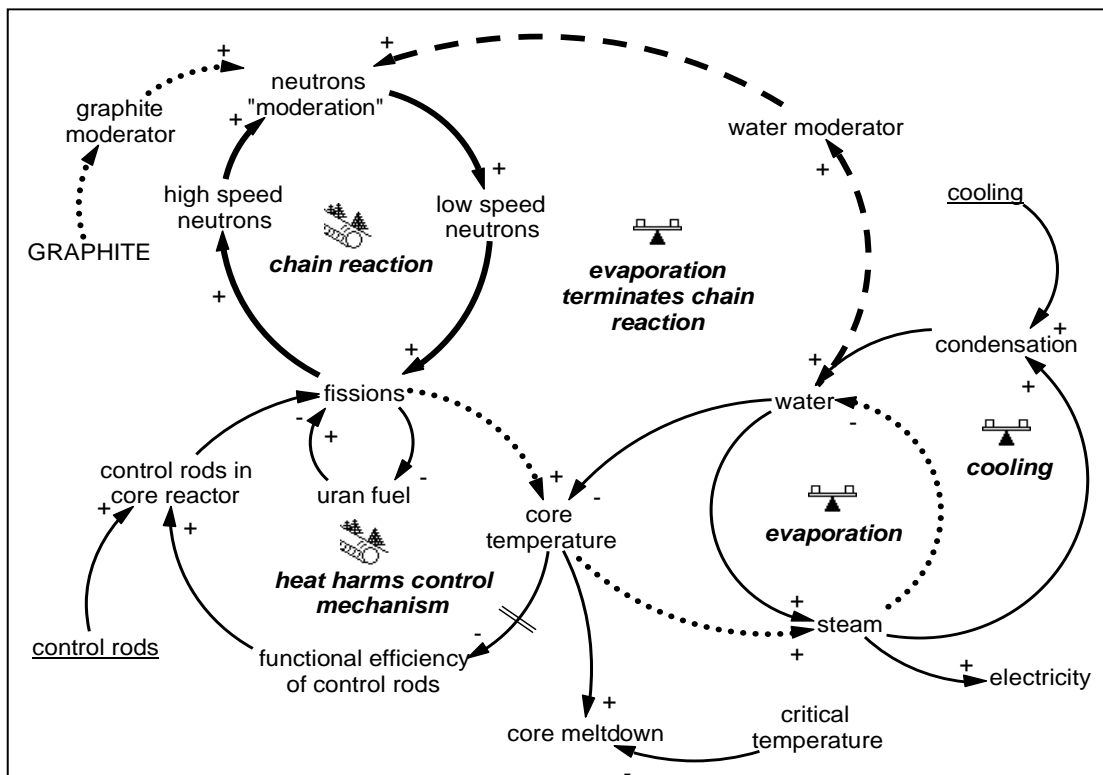 +
+
neutrons
"moderation"
graphite
moderator
water moderator
+
+
+
high speed
neutrons
low speed
neutrons
cooling
GRAPHITE
chain reaction
evaporation
terminates chain
reaction
+
+
+
+
condensation
+
fissions
water
-
+
-
-
control rods in
core reactor
uran fuel
cooling
+
-
+
+
core
temperature
evaporation
heat harms control
mechanism
+
steam
-
+
control rods
functional efficiency
of control rods
+
electricity
+
core meltdown
critical
temperature
-